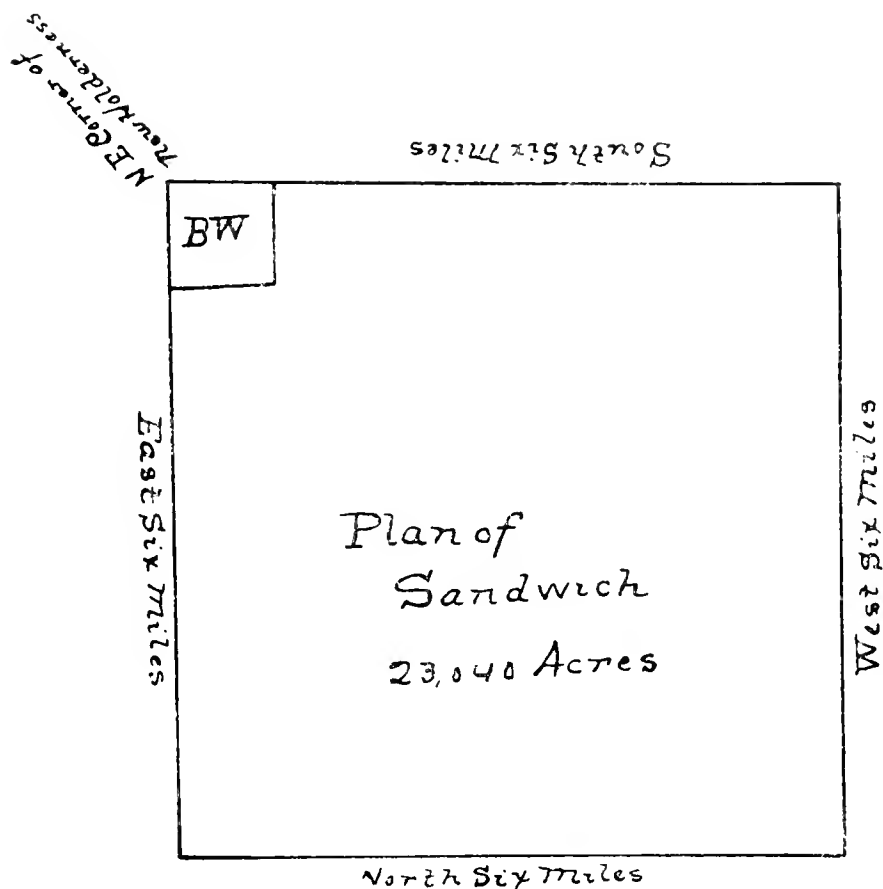 NE Corner of
New Holderness
South Six Miles
BW
East Six Miles
West Six Miles
Plan of
Sandwich
23,040 Acres
North Six Miles